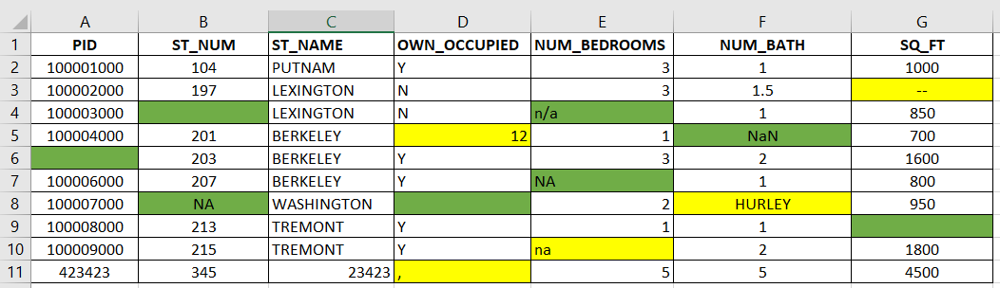 A B C D E F G
1 PID ST_NUM ST_NAME OWN_OCCUPIED NUM_BEDROOMS NUM_BATH SQ_FT
2 100001000 104 PUTNAM Y 3 1 1000
3 100002000 197 LEXINGTON N 3 1.5 --
4 100003000 LEXINGTON N n/a 1 850
5 100004000 201 BERKELEY 12 1 NaN 700
6 203 BERKELEY Y 3 2 1600
7 100006000 207 BERKELEY Y NA 1 800
8 100007000 NA WASHINGTON 2 HURLEY 950
9 100008000 213 TREMONT Y 1 1
10 100009000 215 TREMONT Y na 2 1800
11 423423 345 23423 , 5 5 4500